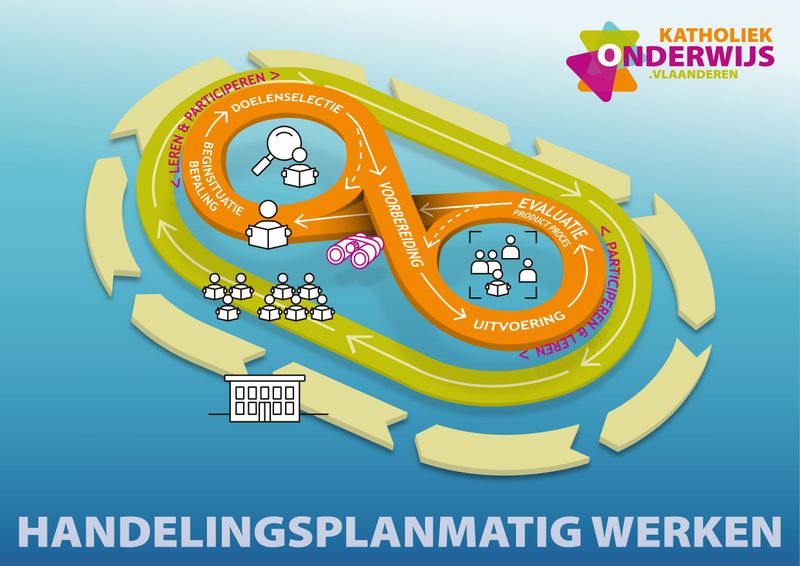 KATHOLIEK
ONDERWIJS
.VLAANDEREN
< LEREN & PARTICIPEREN >
DOELENSELECTIE
BEGINSITUATIE
BEPALING
VOORBEREIDING
EVALUATIE
PRODUCT PROCES
UITVOERING
< PARTICIPEREN & LEREN >
HANDELINGSPLANMATIG WERKEN